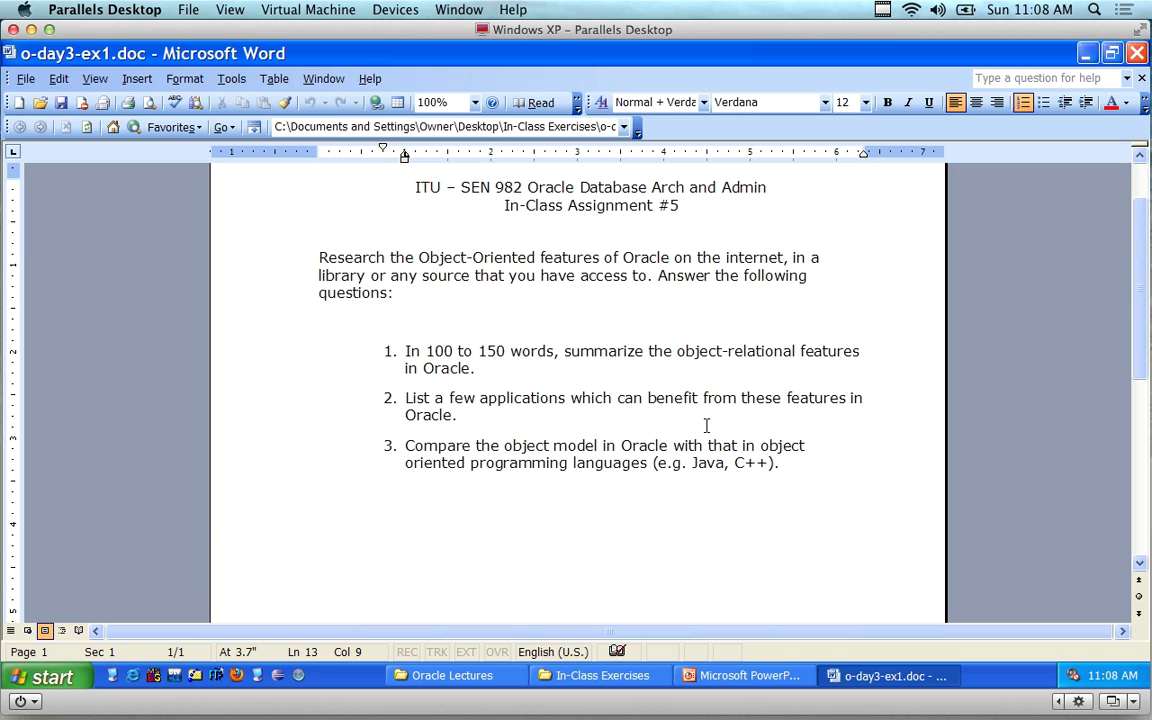 Parallels Desktop File View Virtual Machine Devices Window Help Sun 11:08 AM
Windows XP – Parallels Desktop
o-day3-ex1.doc - Microsoft Word
File Edit View Insert Format Tools Table Window Help Type a question for help
100% Read Normal + Verda Verdana 12 B I U A
Favorites Go C:\Documents and Settings\Owner\Desktop\In-Class Exercises\o-c
1 1 2 3 4 5 6 7
ITU – SEN 982 Oracle Database Arch and Admin
In-Class Assignment #5
Research the Object-Oriented features of Oracle on the internet, in a
library or any source that you have access to. Answer the following
questions:
1. In 100 to 150 words, summarize the object-relational features
in Oracle.
2. List a few applications which can benefit from these features in
Oracle.
3. Compare the object model in Oracle with that in object
oriented programming languages (e.g. Java, C++).
Page 1 Sec 1 1/1 At 3.7" Ln 13 Col 9 REC TRK EXT OVR English (U.S.)
start Oracle Lectures In-Class Exercises Microsoft PowerP... o-day3-ex1.doc - ... 11:08 AM